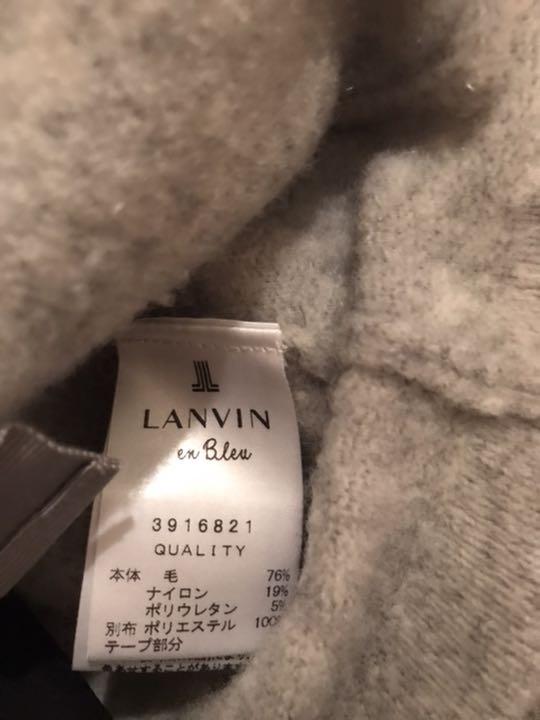 LANVIN
en Bleu
3916821
QUALITY
本体 毛 76%
ナイロン 19%
ポリウレタン 5%
別布 ポリエステル 100%
テープ部分